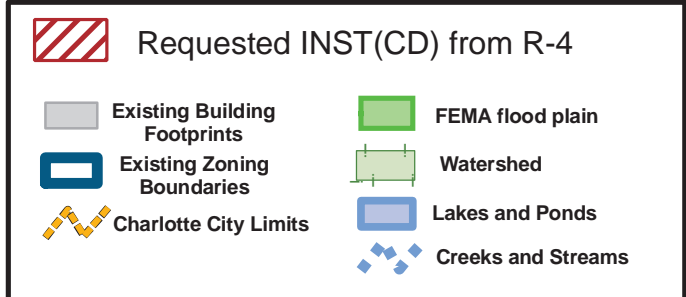 Requested INST(CD) from R-4
Existing Building
Footprints
Existing Zoning
Boundaries
Charlotte City Limits
FEMA flood plain
Watershed
Lakes and Ponds
Creeks and Streams